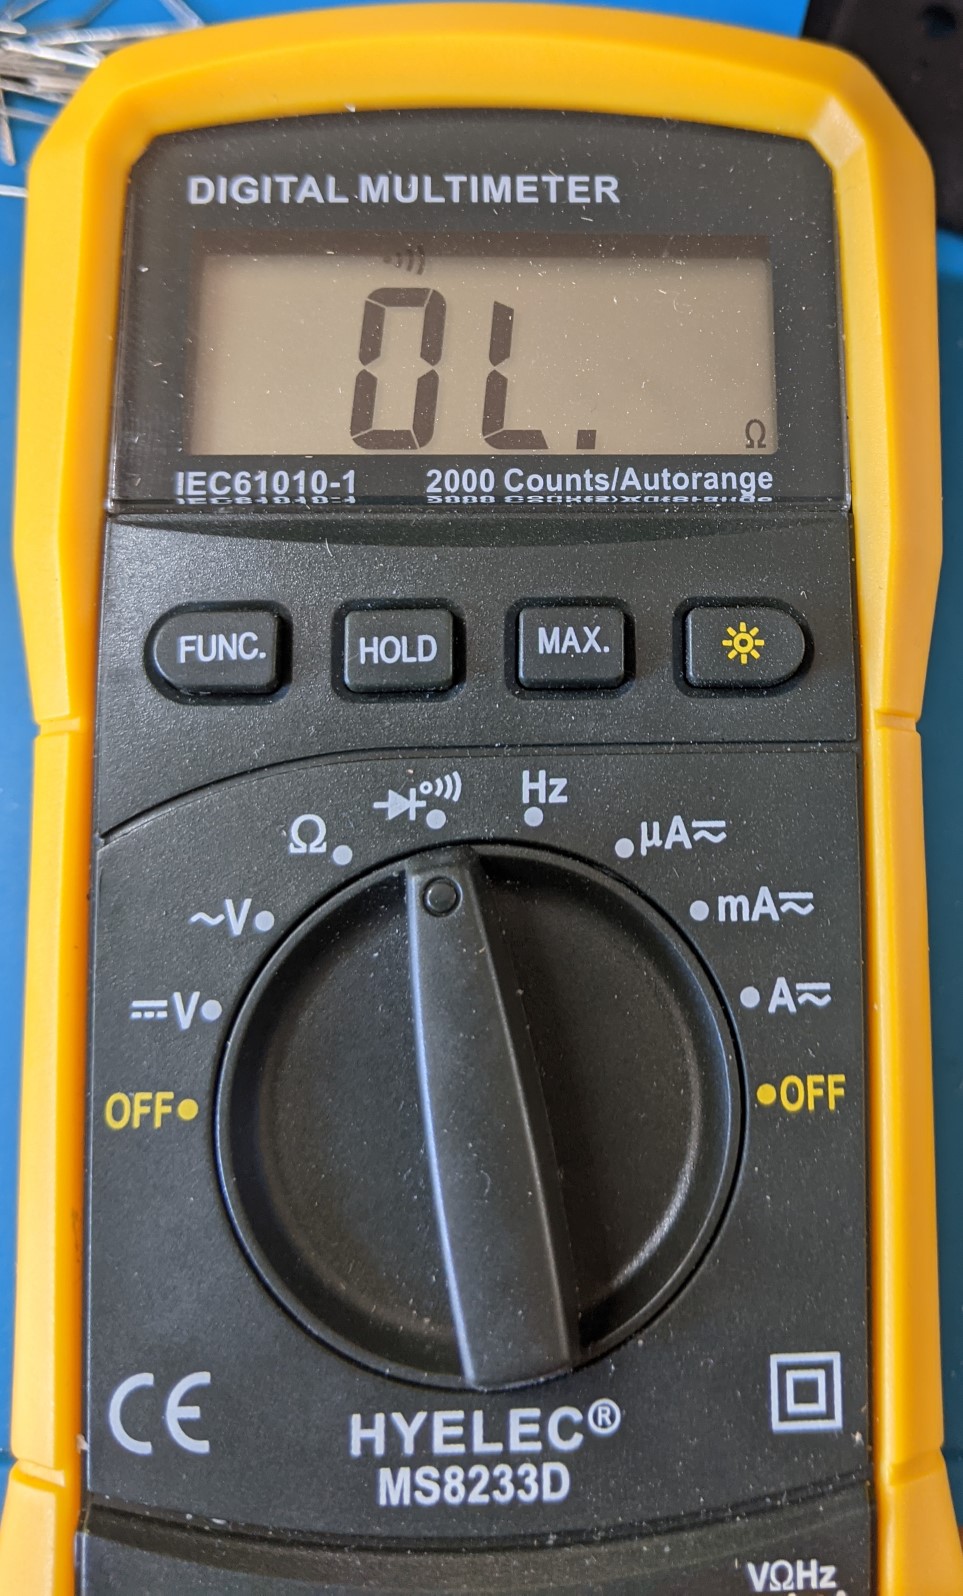 DIGITAL MULTIMETER
0L.
Ω
IEC61010-1 2000 Counts/Autorange
FUNC. HOLD MAX.
Hz
Ω
μA
~V
mA
V
A
OFF
OFF
CE
HYELEC®
MS8233D
VΩHz